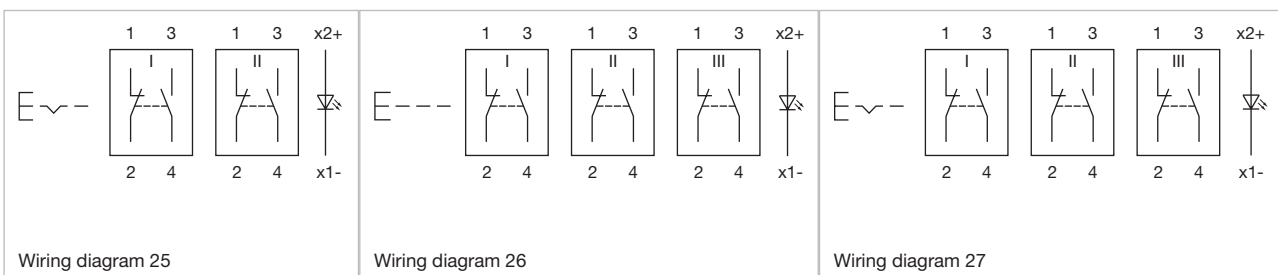 1 3 1 3 x2+
I II
2 4 2 4 x1-
Wiring diagram 25
1 3 1 3 1 3 x2+
I II III
2 4 2 4 2 4 x1-
Wiring diagram 26
1 3 1 3 1 3 x2+
I II III
2 4 2 4 2 4 x1-
Wiring diagram 27